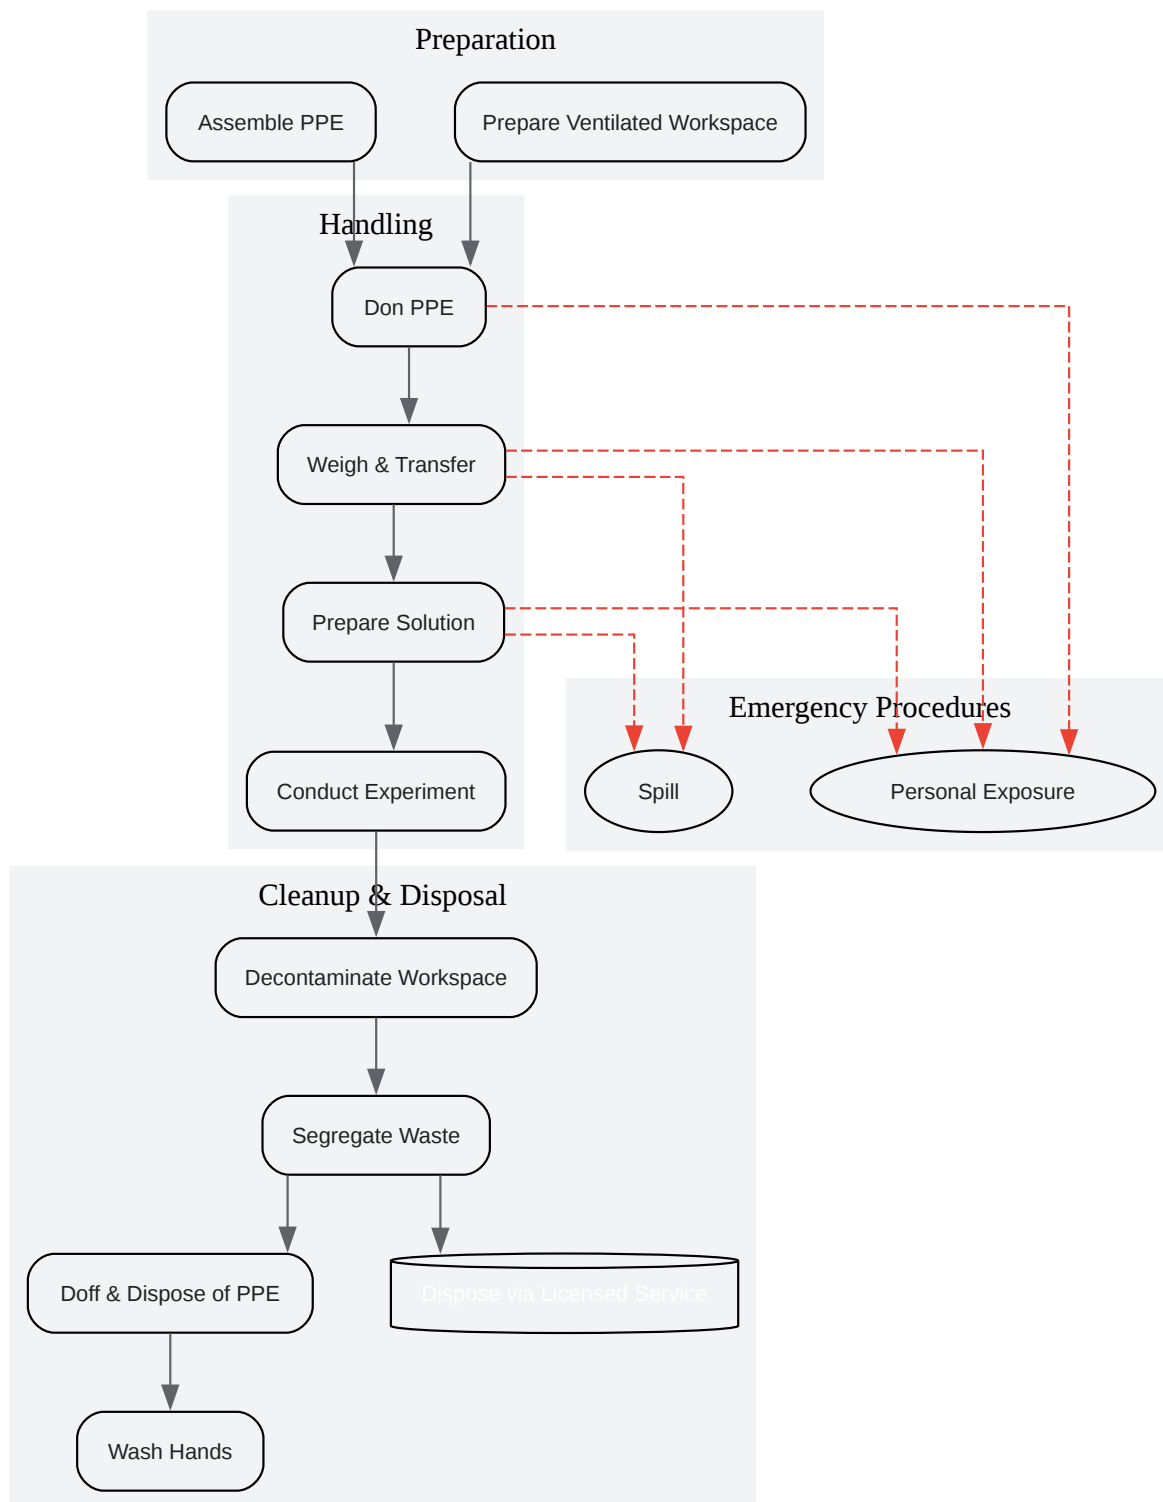 Preparation
Assemble PPE
Prepare Ventilated Workspace
Handling
Don PPE
Weigh & Transfer
Prepare Solution
Emergency Procedures
Conduct Experiment
Spill
Personal Exposure
Cleanup & Disposal
Decontaminate Workspace
Segregate Waste
Doff & Dispose of PPE
Dispose via Licensed Service
Wash Hands